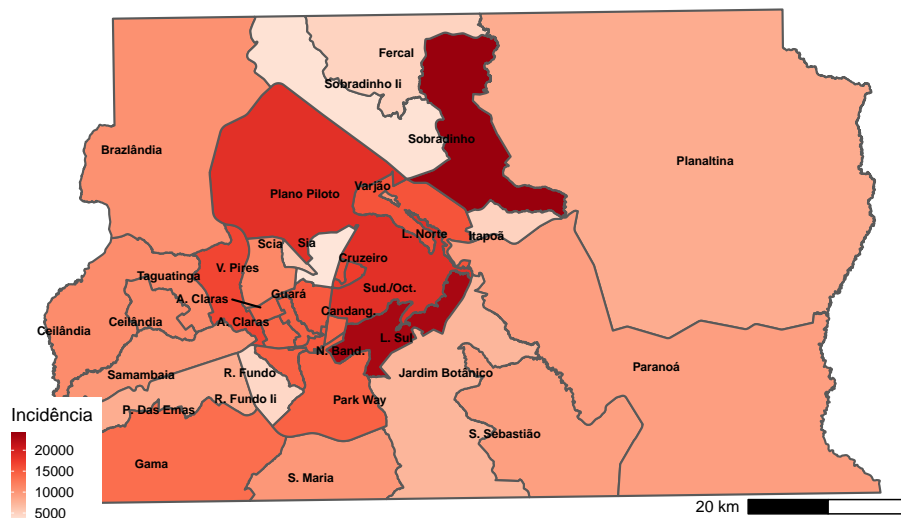 Fercal
Sobradinho Ii
Sobradinho
Brazlândia
Planaltina
Varjão
Plano Piloto
L. Norte
Itapoã
Scia
Sia
Cruzeiro
V. Pires
Taguatinga
Sud./Oct.
Guará
A. Claras
Candang.
Ceilândia
Ceilândia
A. Claras
L. Sul
N. Band.
Paranoá
Jardim Botânico
R. Fundo
Samambaia
R. Fundo Ii
Park Way
P. Das Emas
S. Sebastião
Gama
S. Maria
Incidência
20000
15000
10000
5000
20 km